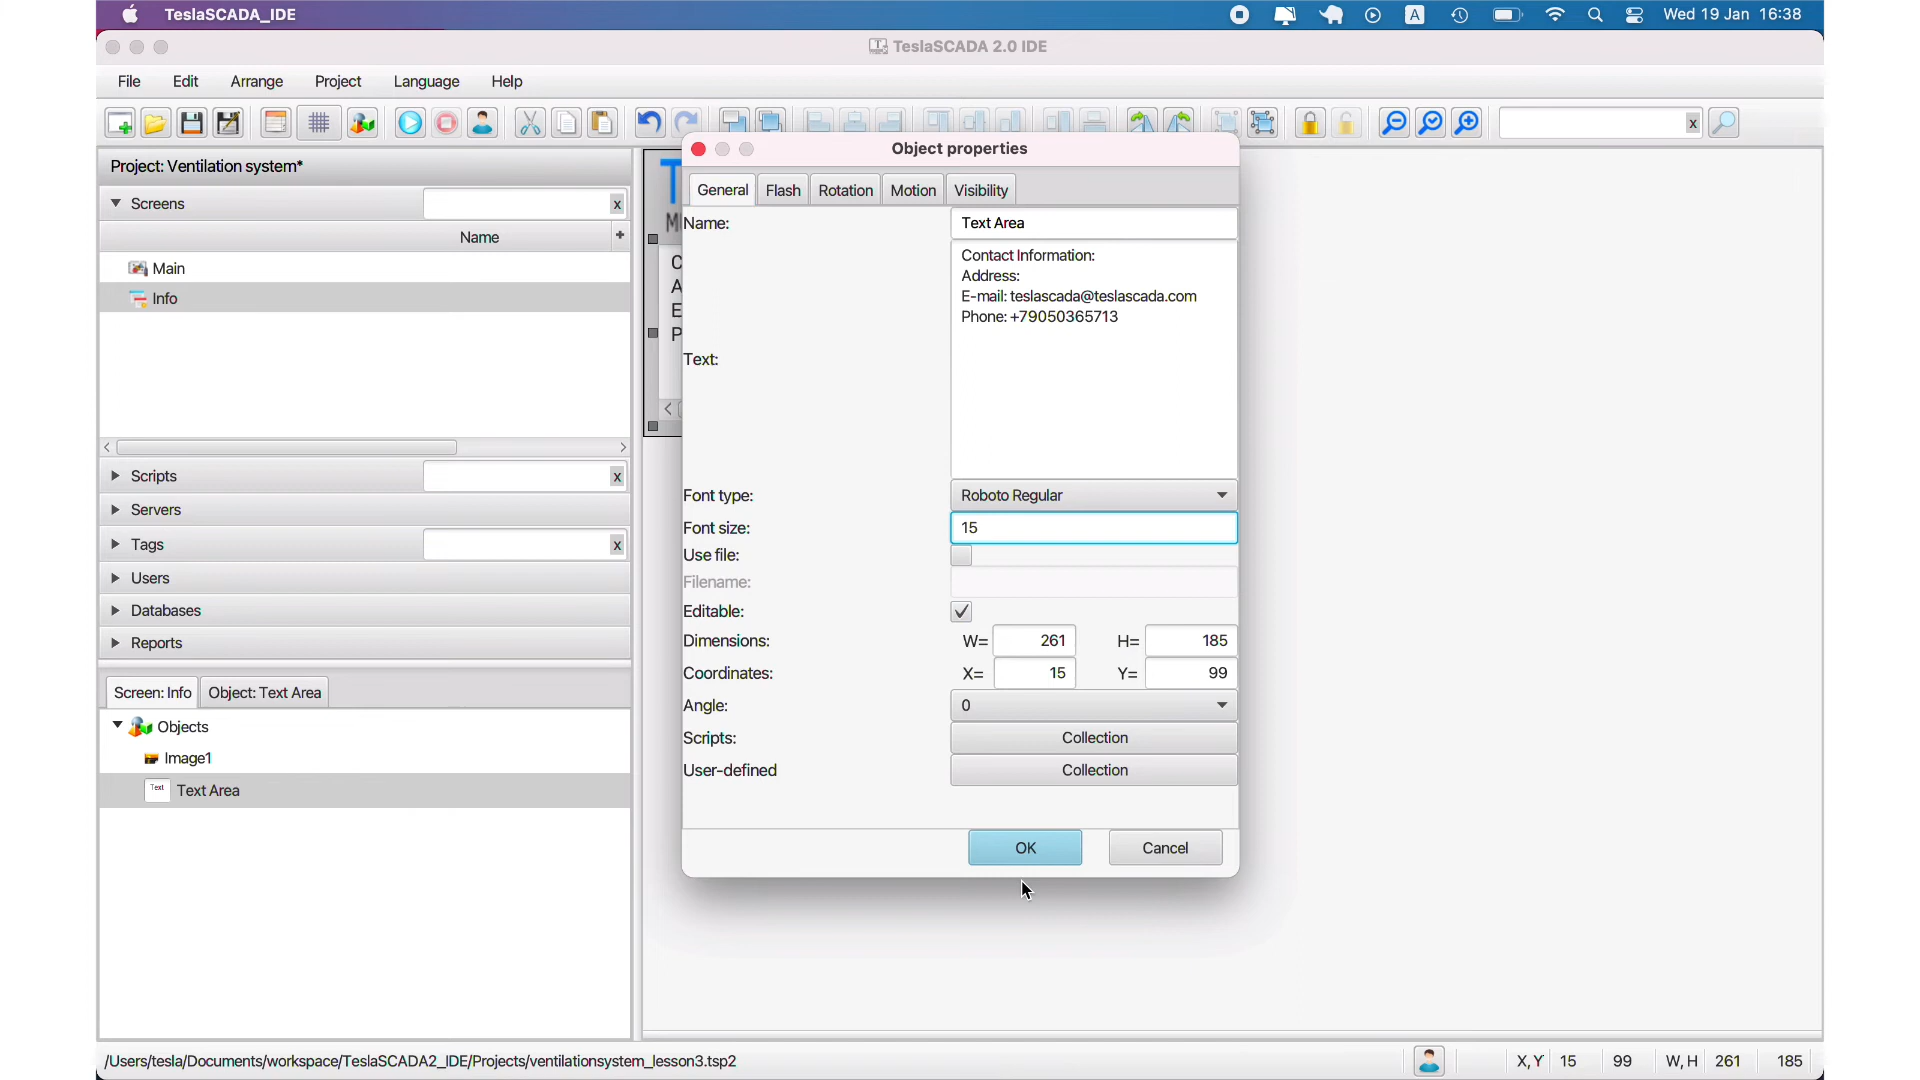 TeslaSCADA_IDE
A
Wed 19 Jan 16:38
TeslaSCADA 2.0 IDE
File Edit Arrange Project Language Help
x
Project: Ventilation system*
Screens x
Name +
Main
Info
Scripts x
Servers
Tags x
Users
Databases
Reports
Screen: Info Object: Text Area
Objects
Image1
Text Text Area
T
M
C
A
E
P
Object properties
General Flash Rotation Motion Visibility
Name: Text Area
Text:
Contact Information:
Address:
E-mail: teslascada@teslascada.com
Phone: +79050365713
Font type: Roboto Regular
Font size: 15
Use file:
Filename:
Editable:
Dimensions: W= 261 H= 185
Coordinates: X= 15 Y= 99
Angle: 0
Scripts: Collection
User-defined Collection
OK Cancel
/Users/tesla/Documents/workspace/TeslaSCADA2_IDE/Projects/ventilationsystem_lesson3.tsp2
X,Y 15 99 W,H 261 185